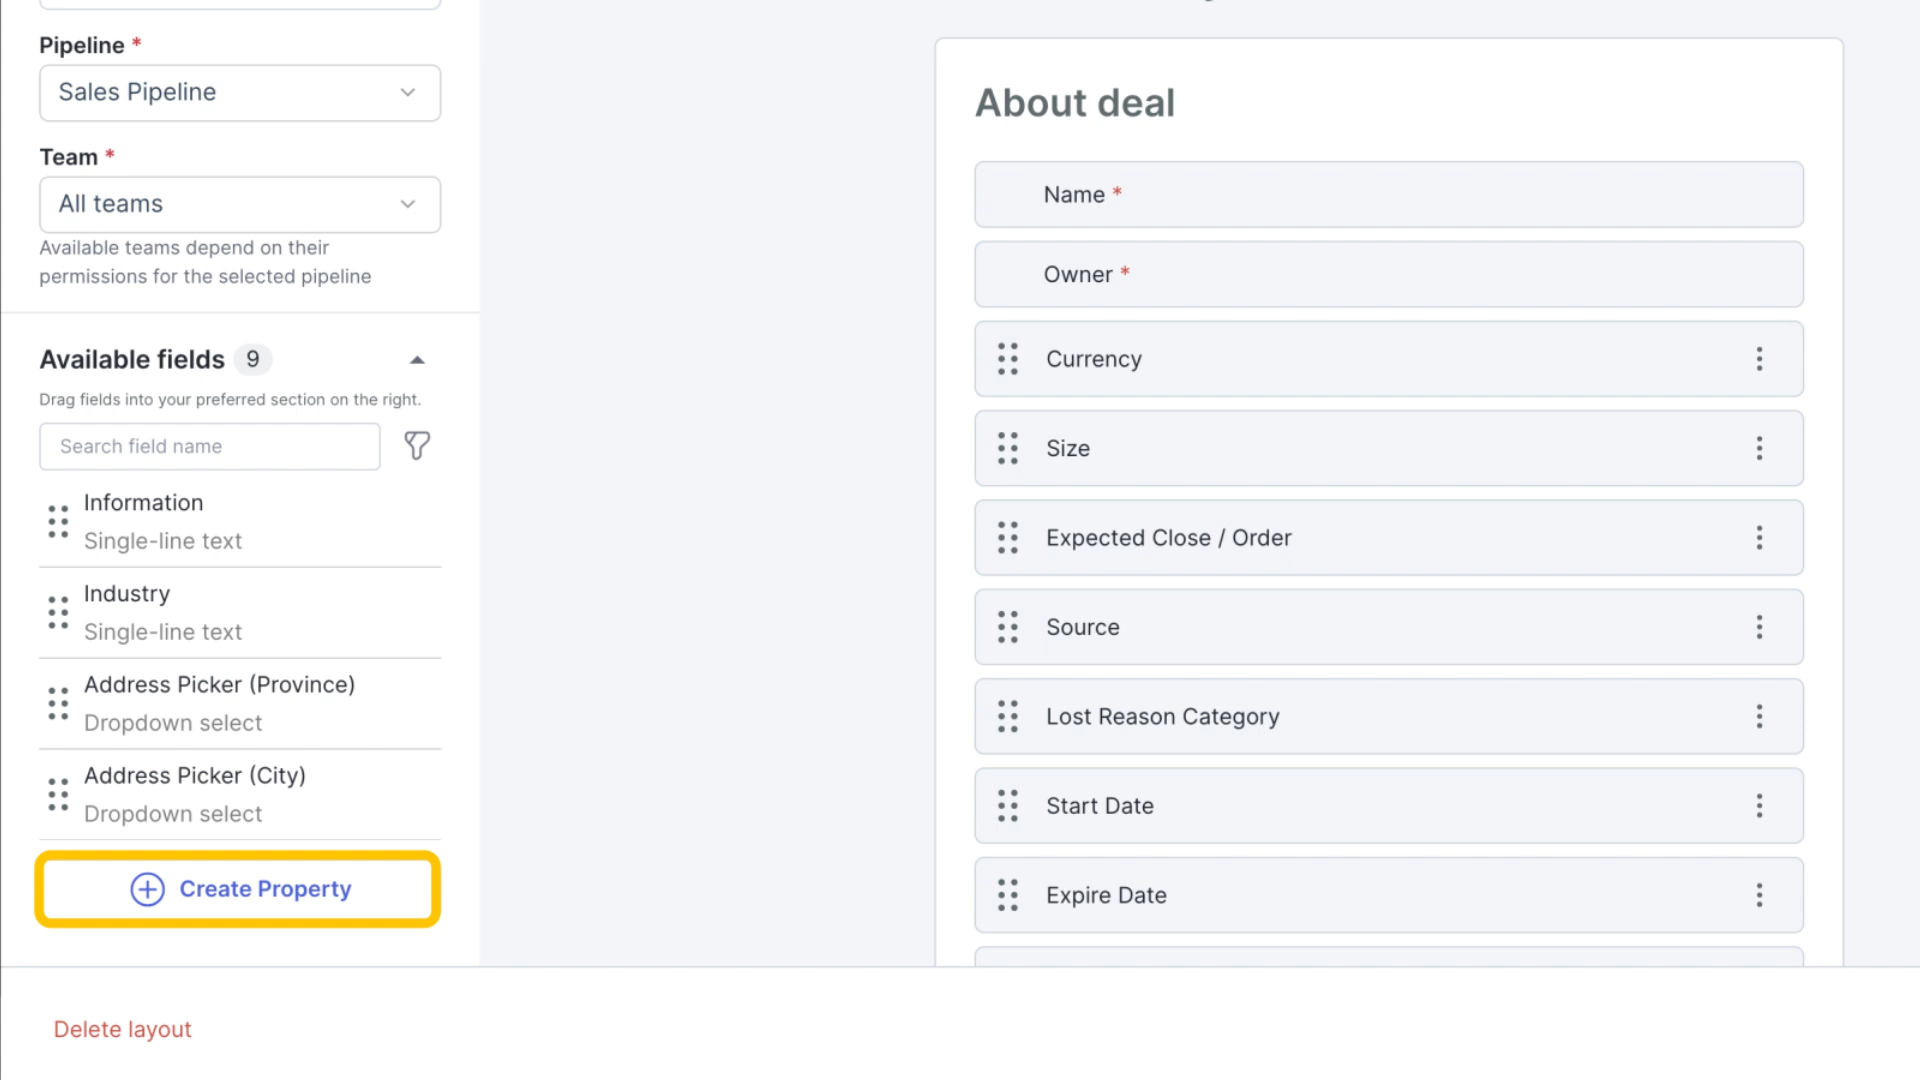 Pipeline *
Sales Pipeline
Team *
All teams
Available teams depend on their
permissions for the selected pipeline
Available fields 9
Drag fields into your preferred section on the right.
Search field name
Information
Single-line text
Industry
Single-line text
Address Picker (Province)
Dropdown select
Address Picker (City)
Dropdown select
Create Property
Delete layout
About deal
Name *
Owner *
Currency
Size
Expected Close / Order
Source
Lost Reason Category
Start Date
Expire Date